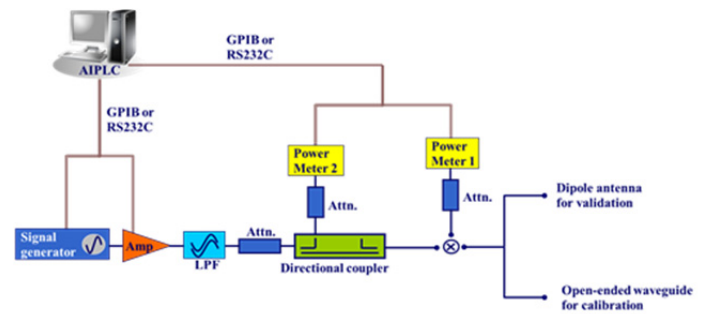 GPIB or
RS232C
AIPLC
GPIB or
RS232C
Power
Meter 2
Power
Meter 1
Attn.
Attn.
Dipole antenna
for validation
Signal
generator
Amp
LPF
Attn.
Directional coupler
Open-ended waveguide
for calibration